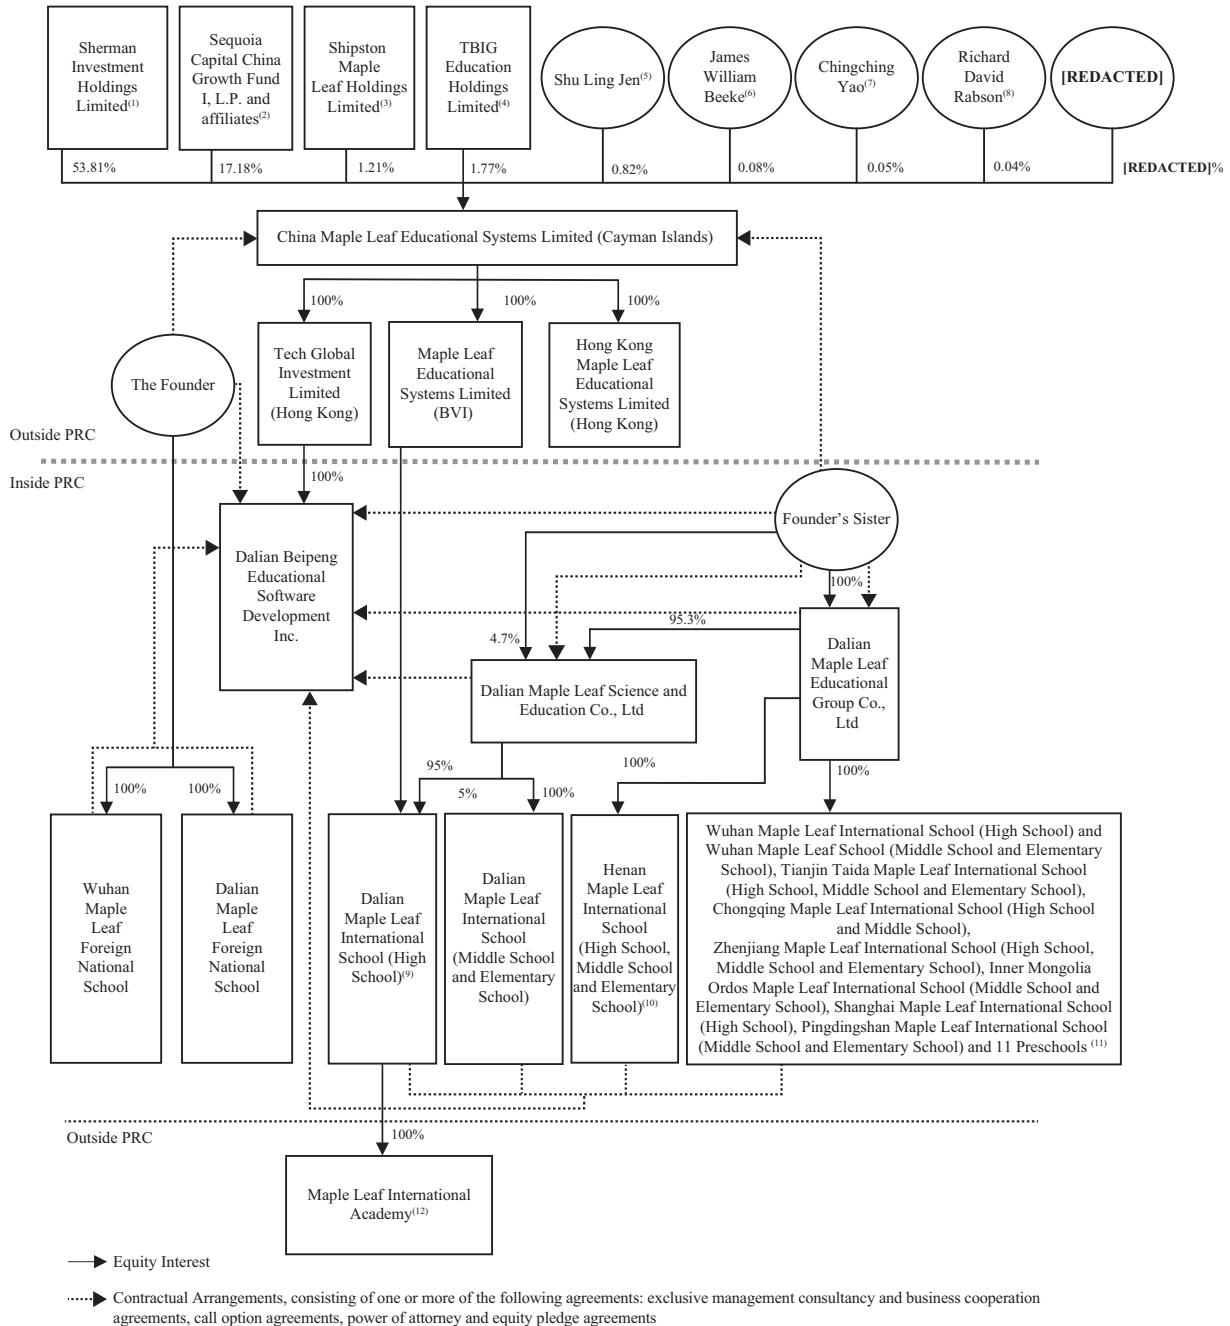 Sherman
Investment
Holdings
Limited(1)
Sequoia
Capital China
Growth Fund
I, L.P. and
affiliates(2)
Shipston
Maple
Leaf Holdings
Limited(3)
TBIG
Education
Holdings
Limited(4)
Shu Ling Jen(5)
James
William
Beeke(6)
Chingching
Yao(7)
Richard
David
Rabson(8)
[REDACTED]
53.81%
17.18%
1.21%
1.77%
0.82%
0.08%
0.05%
0.04%
[REDACTED]%
China Maple Leaf Educational Systems Limited (Cayman Islands)
100%
100%
100%
The Founder
Tech Global
Investment
Limited
(Hong Kong)
Maple Leaf
Educational
Systems Limited
(BVI)
Hong Kong
Maple Leaf
Educational
Systems Limited
(Hong Kong)
Outside PRC
Inside PRC
100%
Founder's Sister
Dalian Beipeng
Educational
Software
Development
Inc.
100%
95.3%
4.7%
Dalian Maple Leaf Science and
Education Co., Ltd
Dalian
Maple Leaf
Educational
Group Co.,
Ltd
95%
5%
100%
100%
100%
100%
100%
Wuhan
Maple
Leaf
Foreign
National
School
Dalian
Maple
Leaf
Foreign
National
School
Dalian
Maple Leaf
International
School (High
School)(9)
Dalian
Maple Leaf
International
School
(Middle School
and Elementary
School)
Henan
Maple Leaf
International
School
(High School,
Middle School
and Elementary
School)(10)
Wuhan Maple Leaf International School (High School) and
Wuhan Maple Leaf School (Middle School and Elementary
School), Tianjin Taida Maple Leaf International School
(High School, Middle School and Elementary School),
Chongqing Maple Leaf International School (High School
and Middle School),
Zhenjiang Maple Leaf International School (High School,
Middle School and Elementary School), Inner Mongolia
Ordos Maple Leaf International School (Middle School and
Elementary School), Shanghai Maple Leaf International School
(High School), Pingdingshan Maple Leaf International School
(Middle School and Elementary School) and 11 Preschools (11)
Outside PRC
100%
Maple Leaf International
Academy(12)
Equity Interest
Contractual Arrangements, consisting of one or more of the following agreements: exclusive management consultancy and business cooperation
agreements, call option agreements, power of attorney and equity pledge agreements